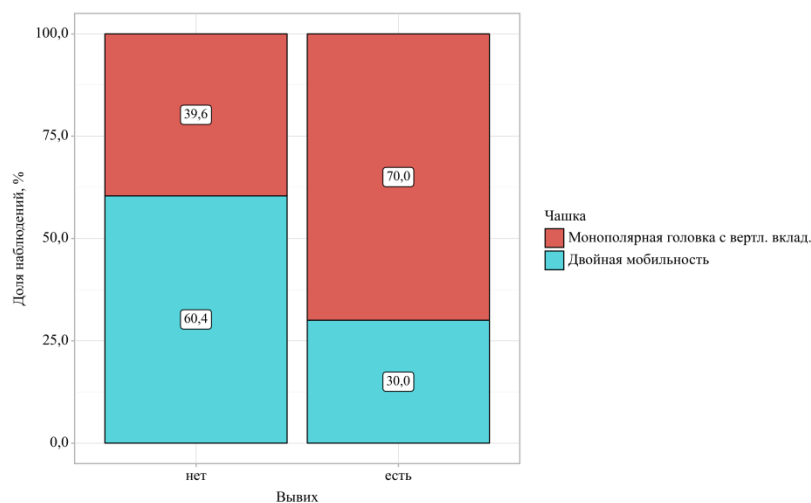 100,0
75,0
50,0
25,0
0,0
Доля наблюдений, %
39,6
60,4
70,0
30,0
нет
есть
Вывих
Чашка
Монополярная головка с вертл. вклад.
Двойная мобильность